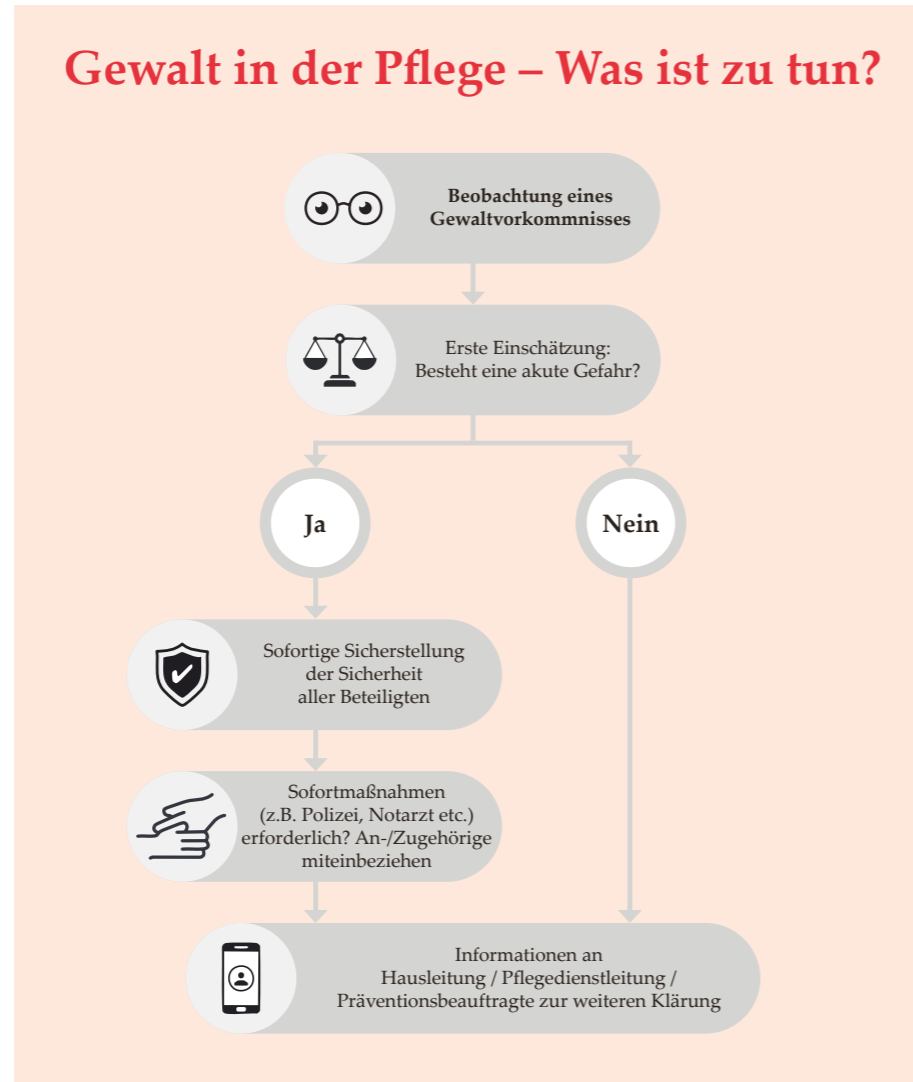 Gewalt in der Pflege – Was ist zu tun?
Beobachtung eines
Gewaltvorkommnisses
Erste Einschätzung:
Besteht eine akute Gefahr?
Ja
Nein
Sofortige Sicherstellung
der Sicherheit
aller Beteiligten
Sofortmaßnahmen
(z.B. Polizei, Notarzt etc.)
erforderlich? An-/Zugehörige
miteinbeziehen
Informationen an
Hausleitung / Pflegedienstleitung /
Präventionsbeauftragte zur weiteren Klärung